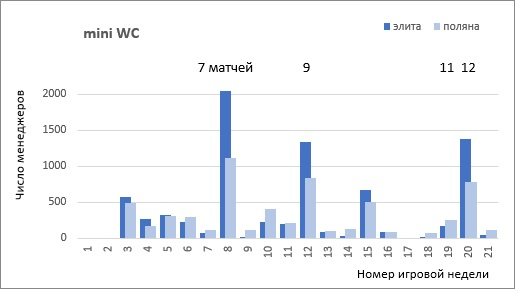 mini WC
элита поляна
7 матчей 9 11 12
Число менеджеров
2000
1500
1000
500
0
1 2 3 4 5 6 7 8 9 10 11 12 13 14 15 16 17 18 19 20 21
Номер игровой недели